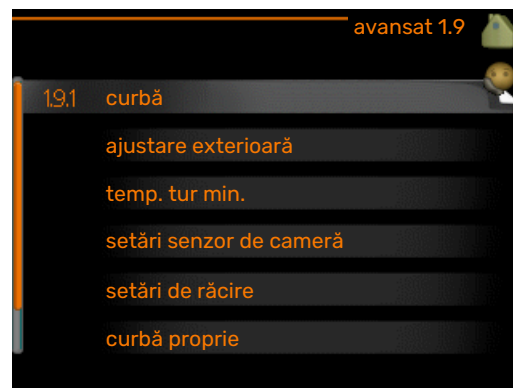 avansat 1.9
1.9.1 curbă
ajustare exterioară
temp. tur min.
setări senzor de cameră
setări de răcire
curbă proprie